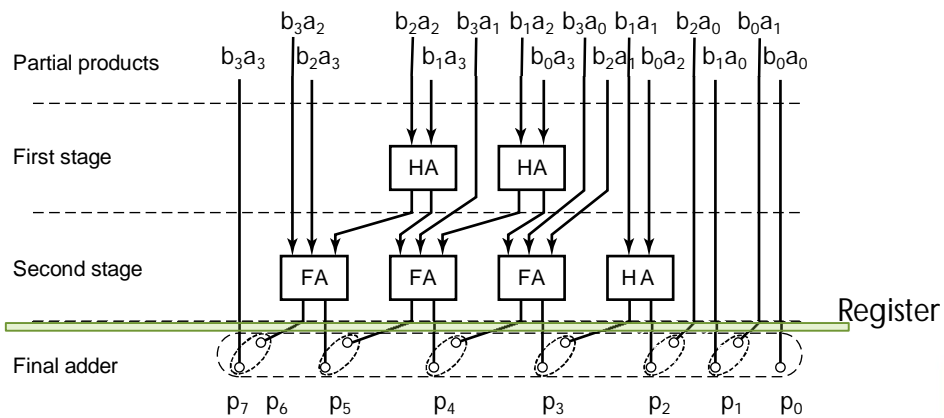 b₃a₂ b₂a₂ b₃a₁ b₁a₂ b₃a₀ b₁a₁ b₂a₀ b₀a₁
Partial products b₃a₃ b₂a₃ b₁a₃ b₀a₃ b₂a₁ b₀a₂ b₁a₀ b₀a₀
First stage HA HA
Second stage FA FA FA HA
Register
Final adder
p₇ p₆ p₅ p₄ p₃ p₂ p₁ p₀